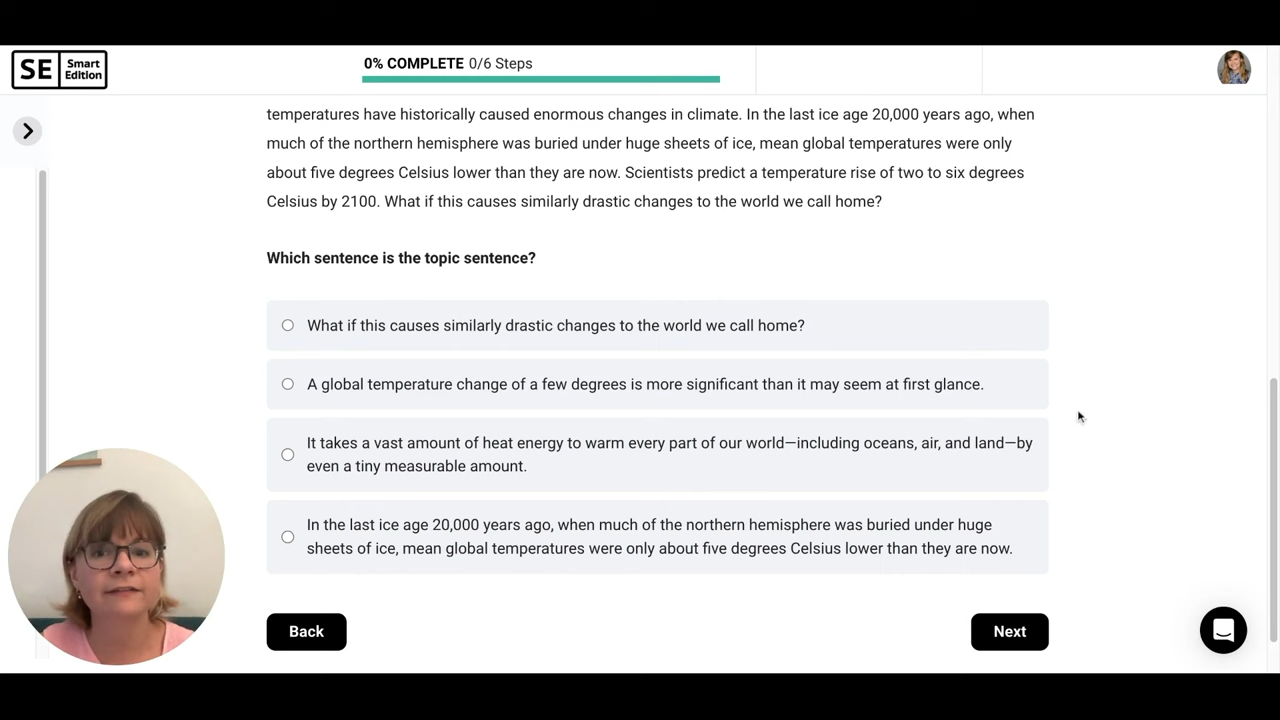 SE Smart Edition
0% COMPLETE 0/6 Steps
temperatures have historically caused enormous changes in climate. In the last ice age 20,000 years ago, when
much of the northern hemisphere was buried under huge sheets of ice, mean global temperatures were only
about five degrees Celsius lower than they are now. Scientists predict a temperature rise of two to six degrees
Celsius by 2100. What if this causes similarly drastic changes to the world we call home?
Which sentence is the topic sentence?
What if this causes similarly drastic changes to the world we call home?
A global temperature change of a few degrees is more significant than it may seem at first glance.
It takes a vast amount of heat energy to warm every part of our world—including oceans, air, and land—by
even a tiny measurable amount.
In the last ice age 20,000 years ago, when much of the northern hemisphere was buried under huge
sheets of ice, mean global temperatures were only about five degrees Celsius lower than they are now.
Back
Next